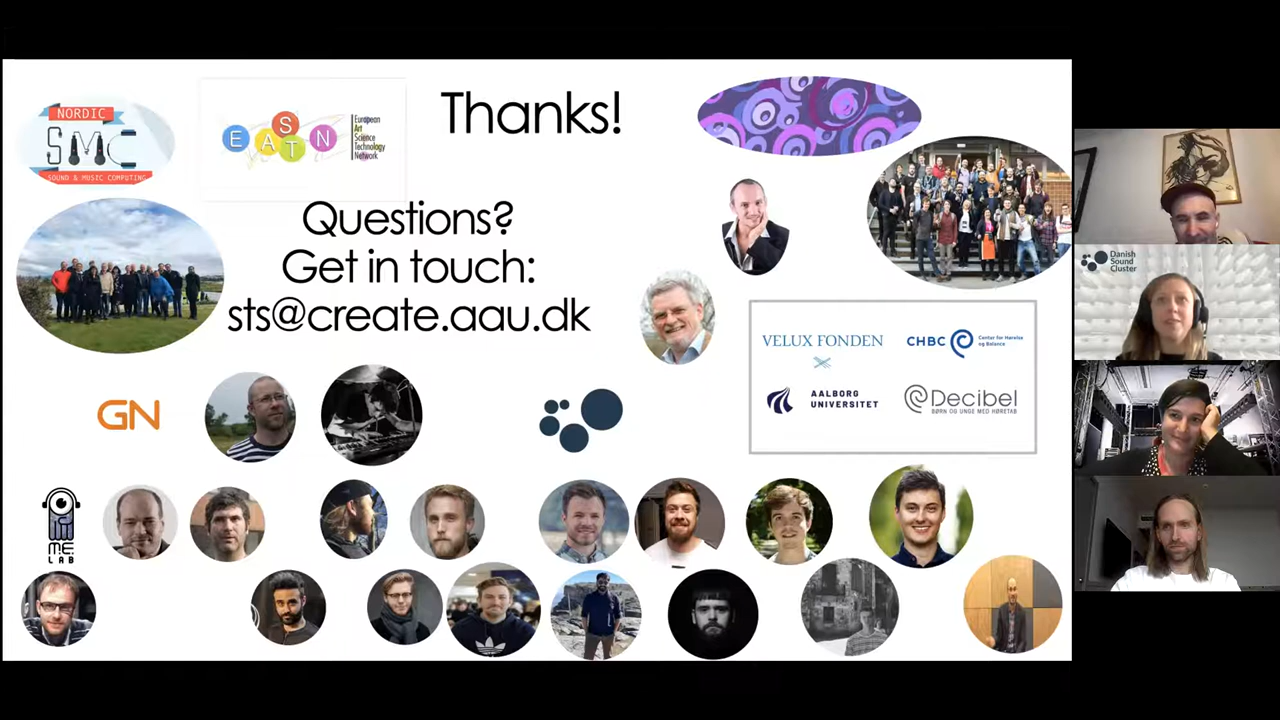 Thanks!
NORDIC
SMC
SOUND & MUSIC COMPUTING
EASTN
European
Art
Science
Technology
Network
Questions?
Get in touch:
sts@create.aau.dk
Danish
Sound
Cluster
VELUX FONDEN
CHBC
Center for Hørelse
og Balance
AALBORG
UNIVERSITET
Decibel
BØRN OG UNGE MED HØRETAB
GN
M.E
LAB